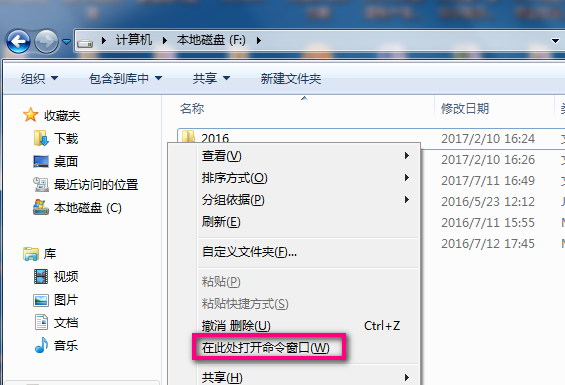 计算机 ▸ 本地磁盘 (F:) ▸
组织 包含到库中 共享 新建文件夹
名称 修改日期
收藏夹
下载
桌面
最近访问的位置
本地磁盘 (C)
库
视频
图片
文档
音乐
2016 2017/2/10 16:24
2017/2/10 16:26
2017/7/11 16:49
2016/5/23 12:12
2016/7/11 15:55
2016/7/12 17:45
查看(V)
排序方式(O)
分组依据(P)
刷新(E)
自定义文件夹(F)...
粘贴(P)
粘贴快捷方式(S)
撤消 删除(U) Ctrl+Z
在此处打开命令窗口(W)
共享(H)